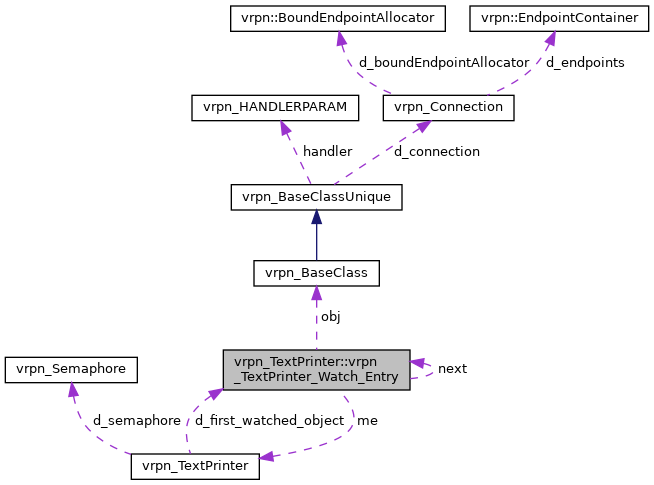 vrpn::BoundEndpointAllocator
vrpn::EndpointContainer
d_boundEndpointAllocator
d_endpoints
vrpn_HANDLERPARAM
vrpn_Connection
handler
d_connection
vrpn_BaseClassUnique
vrpn_BaseClass
obj
vrpn_TextPrinter::vrpn
_TextPrinter_Watch_Entry
next
vrpn_Semaphore
d_semaphore
d_first_watched_object
me
vrpn_TextPrinter